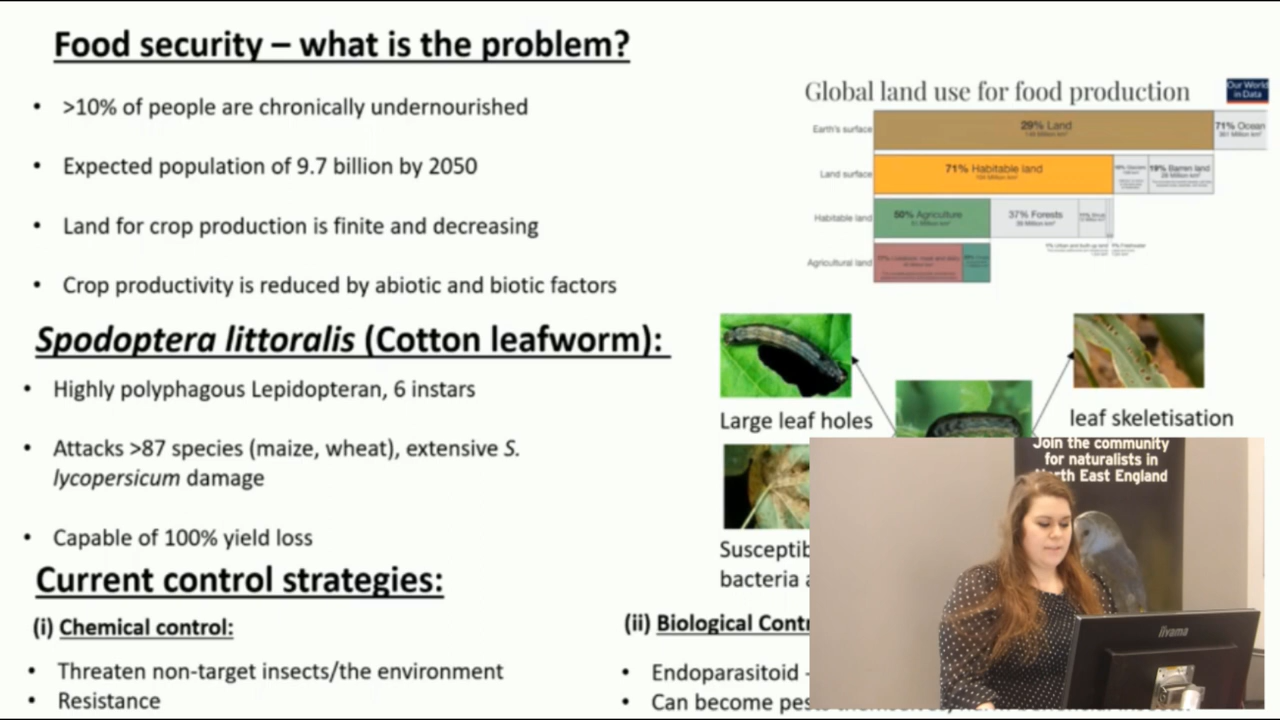 Food security – what is the problem?
• >10% of people are chronically undernourished
• Expected population of 9.7 billion by 2050
• Land for crop production is finite and decreasing
• Crop productivity is reduced by abiotic and biotic factors
Global land use for food production
Our World
in Data
Earth's surface
29% Land
71% Ocean
Land surface
71% Habitable land
19% Barren land
Habitable land
50% Agriculture
37% Forests
Agricultural land
Spodoptera littoralis (Cotton leafworm):
• Highly polyphagous Lepidopteran, 6 instars
• Attacks >87 species (maize, wheat), extensive S.
lycopersicum damage
• Capable of 100% yield loss
Large leaf holes
leaf skeletisation
Susceptib
bacteria
Join the community
for naturalists in
North East England
iiyama
Current control strategies:
(i) Chemical control:
• Threaten non-target insects/the environment
• Resistance
(ii) Biological Contr
• Endoparasitoid -
• Can become pests